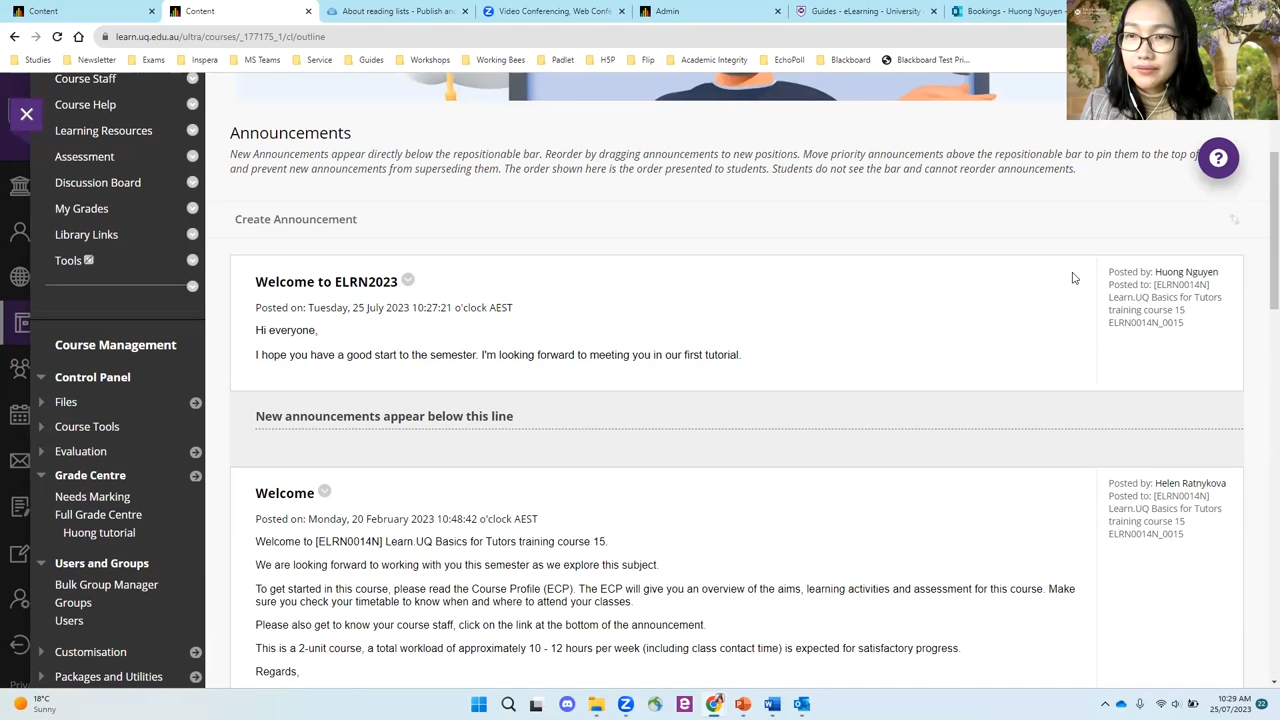 Content
Content
About reading lists - Publish an
Video Conferencing, Web Conf
Admin
Guides - eLearning - University
Bookings - Huong Nguyen
learn.uq.edu.au/ultra/courses/_177175_1/cl/outline
Studies
Newsletter
Exams
Inspera
MS Teams
Service
Guides
Workshops
Working Bees
Padlet
H5P
Flip
Academic Integrity
EchoPoll
Blackboard
Blackboard Test Pri...
Course Staff
Course Help
Learning Resources
Assessment
Discussion Board
My Grades
Library Links
Tools
Course Management
Control Panel
Files
Course Tools
Evaluation
Grade Centre
Needs Marking
Full Grade Centre
Huong tutorial
Users and Groups
Bulk Group Manager
Groups
Users
Customisation
Packages and Utilities
Announcements
New Announcements appear directly below the repositionable bar. Reorder by dragging announcements to new positions. Move priority announcements above the repositionable bar to pin them to the top of
and prevent new announcements from superseding them. The order shown here is the order presented to students. Students do not see the bar and cannot reorder announcements.
?
Create Announcement
Welcome to ELRN2023
Posted on: Tuesday, 25 July 2023 10:27:21 o'clock AEST
Hi everyone,
I hope you have a good start to the semester. I'm looking forward to meeting you in our first tutorial.
Posted by: Huong Nguyen
Posted to: [ELRN0014N]
Learn.UQ Basics for Tutors
training course 15
ELRN0014N_0015
New announcements appear below this line
Welcome
Posted on: Monday, 20 February 2023 10:48:42 o'clock AEST
Welcome to [ELRN0014N] Learn.UQ Basics for Tutors training course 15.
We are looking forward to working with you this semester as we explore this subject.
To get started in this course, please read the Course Profile (ECP). The ECP will give you an overview of the aims, learning activities and assessment for this course. Make
sure you check your timetable to know when and where to attend your classes.
Please also get to know your course staff, click on the link at the bottom of the announcement.
This is a 2-unit course, a total workload of approximately 10 - 12 hours per week (including class contact time) is expected for satisfactory progress.
Regards,
Posted by: Helen Ratnykova
Posted to: [ELRN0014N]
Learn.UQ Basics for Tutors
training course 15
ELRN0014N_0015
Priv
18°C
Sunny
10:29 AM
25/07/2023
22